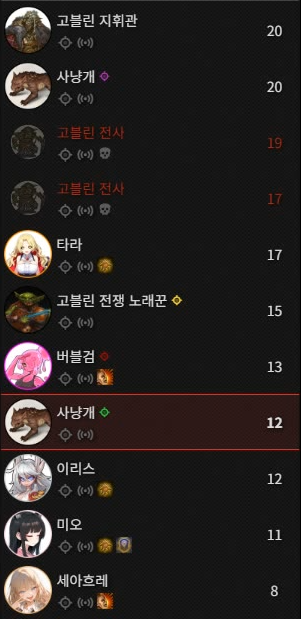 고블린 지휘관
20
사냥개
20
고블린 전사
19
고블린 전사
17
타라
17
고블린 전쟁 노래꾼
15
버블검
13
사냥개
12
이리스
12
미오
11
세아흐레
8